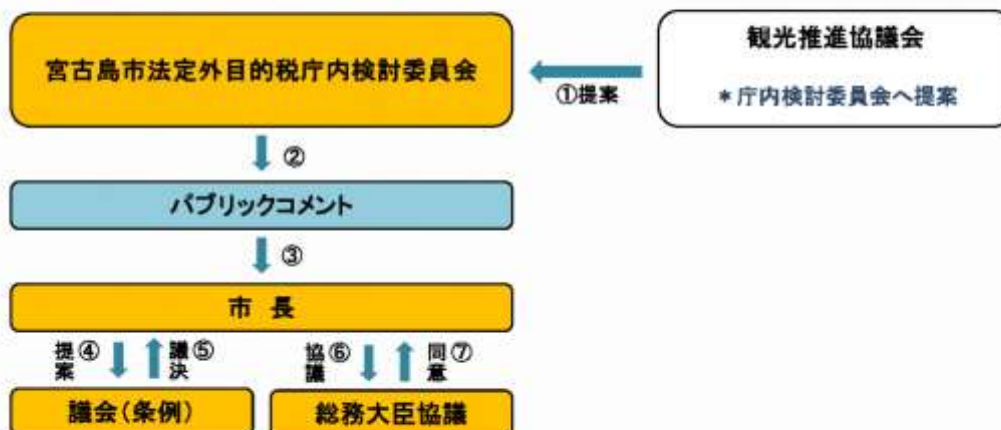 宮古島市法定外目的税庁内検討委員会
観光推進協議会
＊庁内検討委員会へ提案
①提案
②
パブリックコメント
③
市 長
提案④
議決⑤
協議⑥
同意⑦
議会（条例）
総務大臣協議